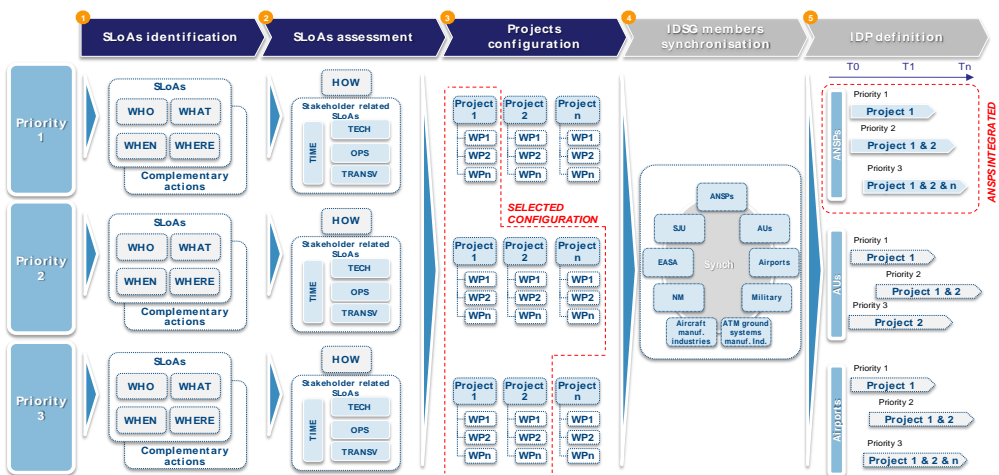 1
SLoAs identification
2
SLoAs assessment
3
Projects
configuration
4
IDSG members
synchronisation
5
IDP definition
Priority
1
SLoAs
WHO
WHAT
WHEN
WHERE
Complementary
actions
HOW
Stakeholder related
SLoAs
TIME
TECH
OPS
TRANSV
Project
1
WP1
WP2
WPn
Project
2
WP1
WP2
WPn
Project
n
WP1
WP2
WPn
SELECTED
CONFIGURATION
Priority
2
SLoAs
WHO
WHAT
WHEN
WHERE
Complementary
actions
HOW
Stakeholder related
SLoAs
TIME
TECH
OPS
TRANSV
Project
1
WP1
WP2
WPn
Project
2
WP1
WP2
WPn
Project
n
WP1
WP2
WPn
Priority
3
SLoAs
WHO
WHAT
WHEN
WHERE
Complementary
actions
HOW
Stakeholder related
SLoAs
TIME
TECH
OPS
TRANSV
Project
1
WP1
WP2
WPn
Project
2
WP1
WP2
WPn
Project
n
WP1
WP2
WPn
ANSPs
SJU
AUs
EASA
Synch
Airports
NM
Military
Aircraft
manuf.
industries
ATM ground
systems
manuf. Ind.
T0
T1
Tn
ANSPs
Priority 1
Project 1
Priority 2
Project 1 & 2
Priority 3
Project 1 & 2 & n
ANSPS INTEGRATED
AUs
Priority 1
Project 1
Priority 2
Project 1 & 2
Priority 3
Project 2
Airports
Priority 1
Project 1
Priority 2
Project 1 & 2
Priority 3
Project 1 & 2 & n